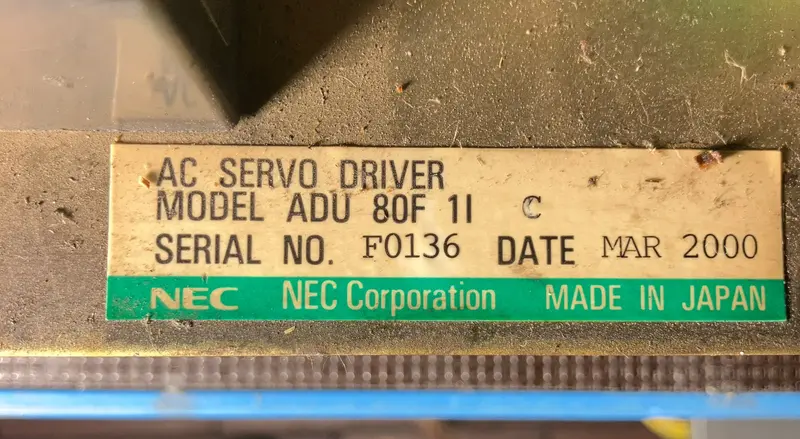 AC SERVO DRIVER
MODEL ADU 80F 1I C
SERIAL NO. F0136 DATE MAR 2000
NEC NEC Corporation MADE IN JAPAN